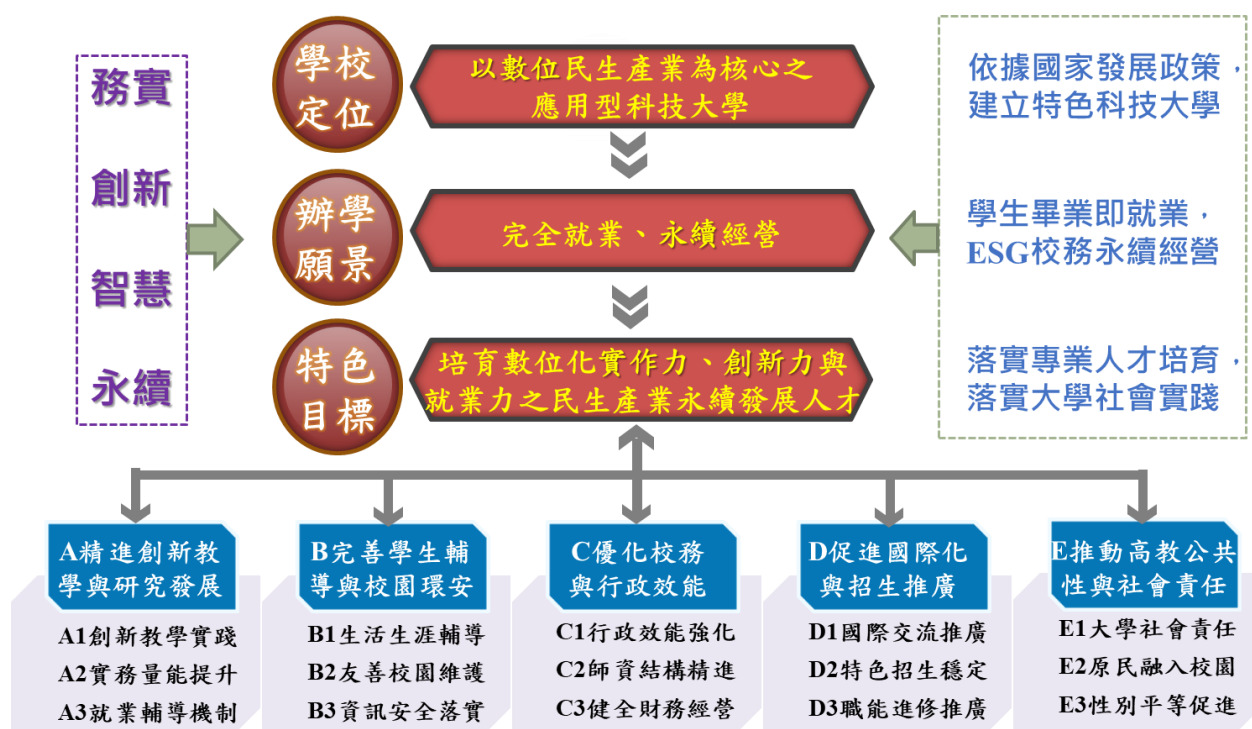 務實
創新
智慧
永續
學校
定位
以數位民生產業為核心之
應用型科技大學
辦學
願景
完全就業、永續經營
特色
目標
培育數位化實作力、創新力與
就業力之民生產業永續發展人才
依據國家發展政策，
建立特色科技大學
學生畢業即就業，
ESG校務永續經營
落實專業人才培育，
落實大學社會實踐
A精進創新教
學與研究發展
A1創新教學實踐
A2實務量能提升
A3就業輔導機制
B完善學生輔
導與校園環安
B1生活生涯輔導
B2友善校園維護
B3資訊安全落實
C優化校務
與行政效能
C1行政效能強化
C2師資結構精進
C3健全財務經營
D促進國際化
與招生推廣
D1國際交流推廣
D2特色招生穩定
D3職能進修推廣
E推動高教公共
性與社會責任
E1大學社會責任
E2原民融入校園
E3性別平等促進